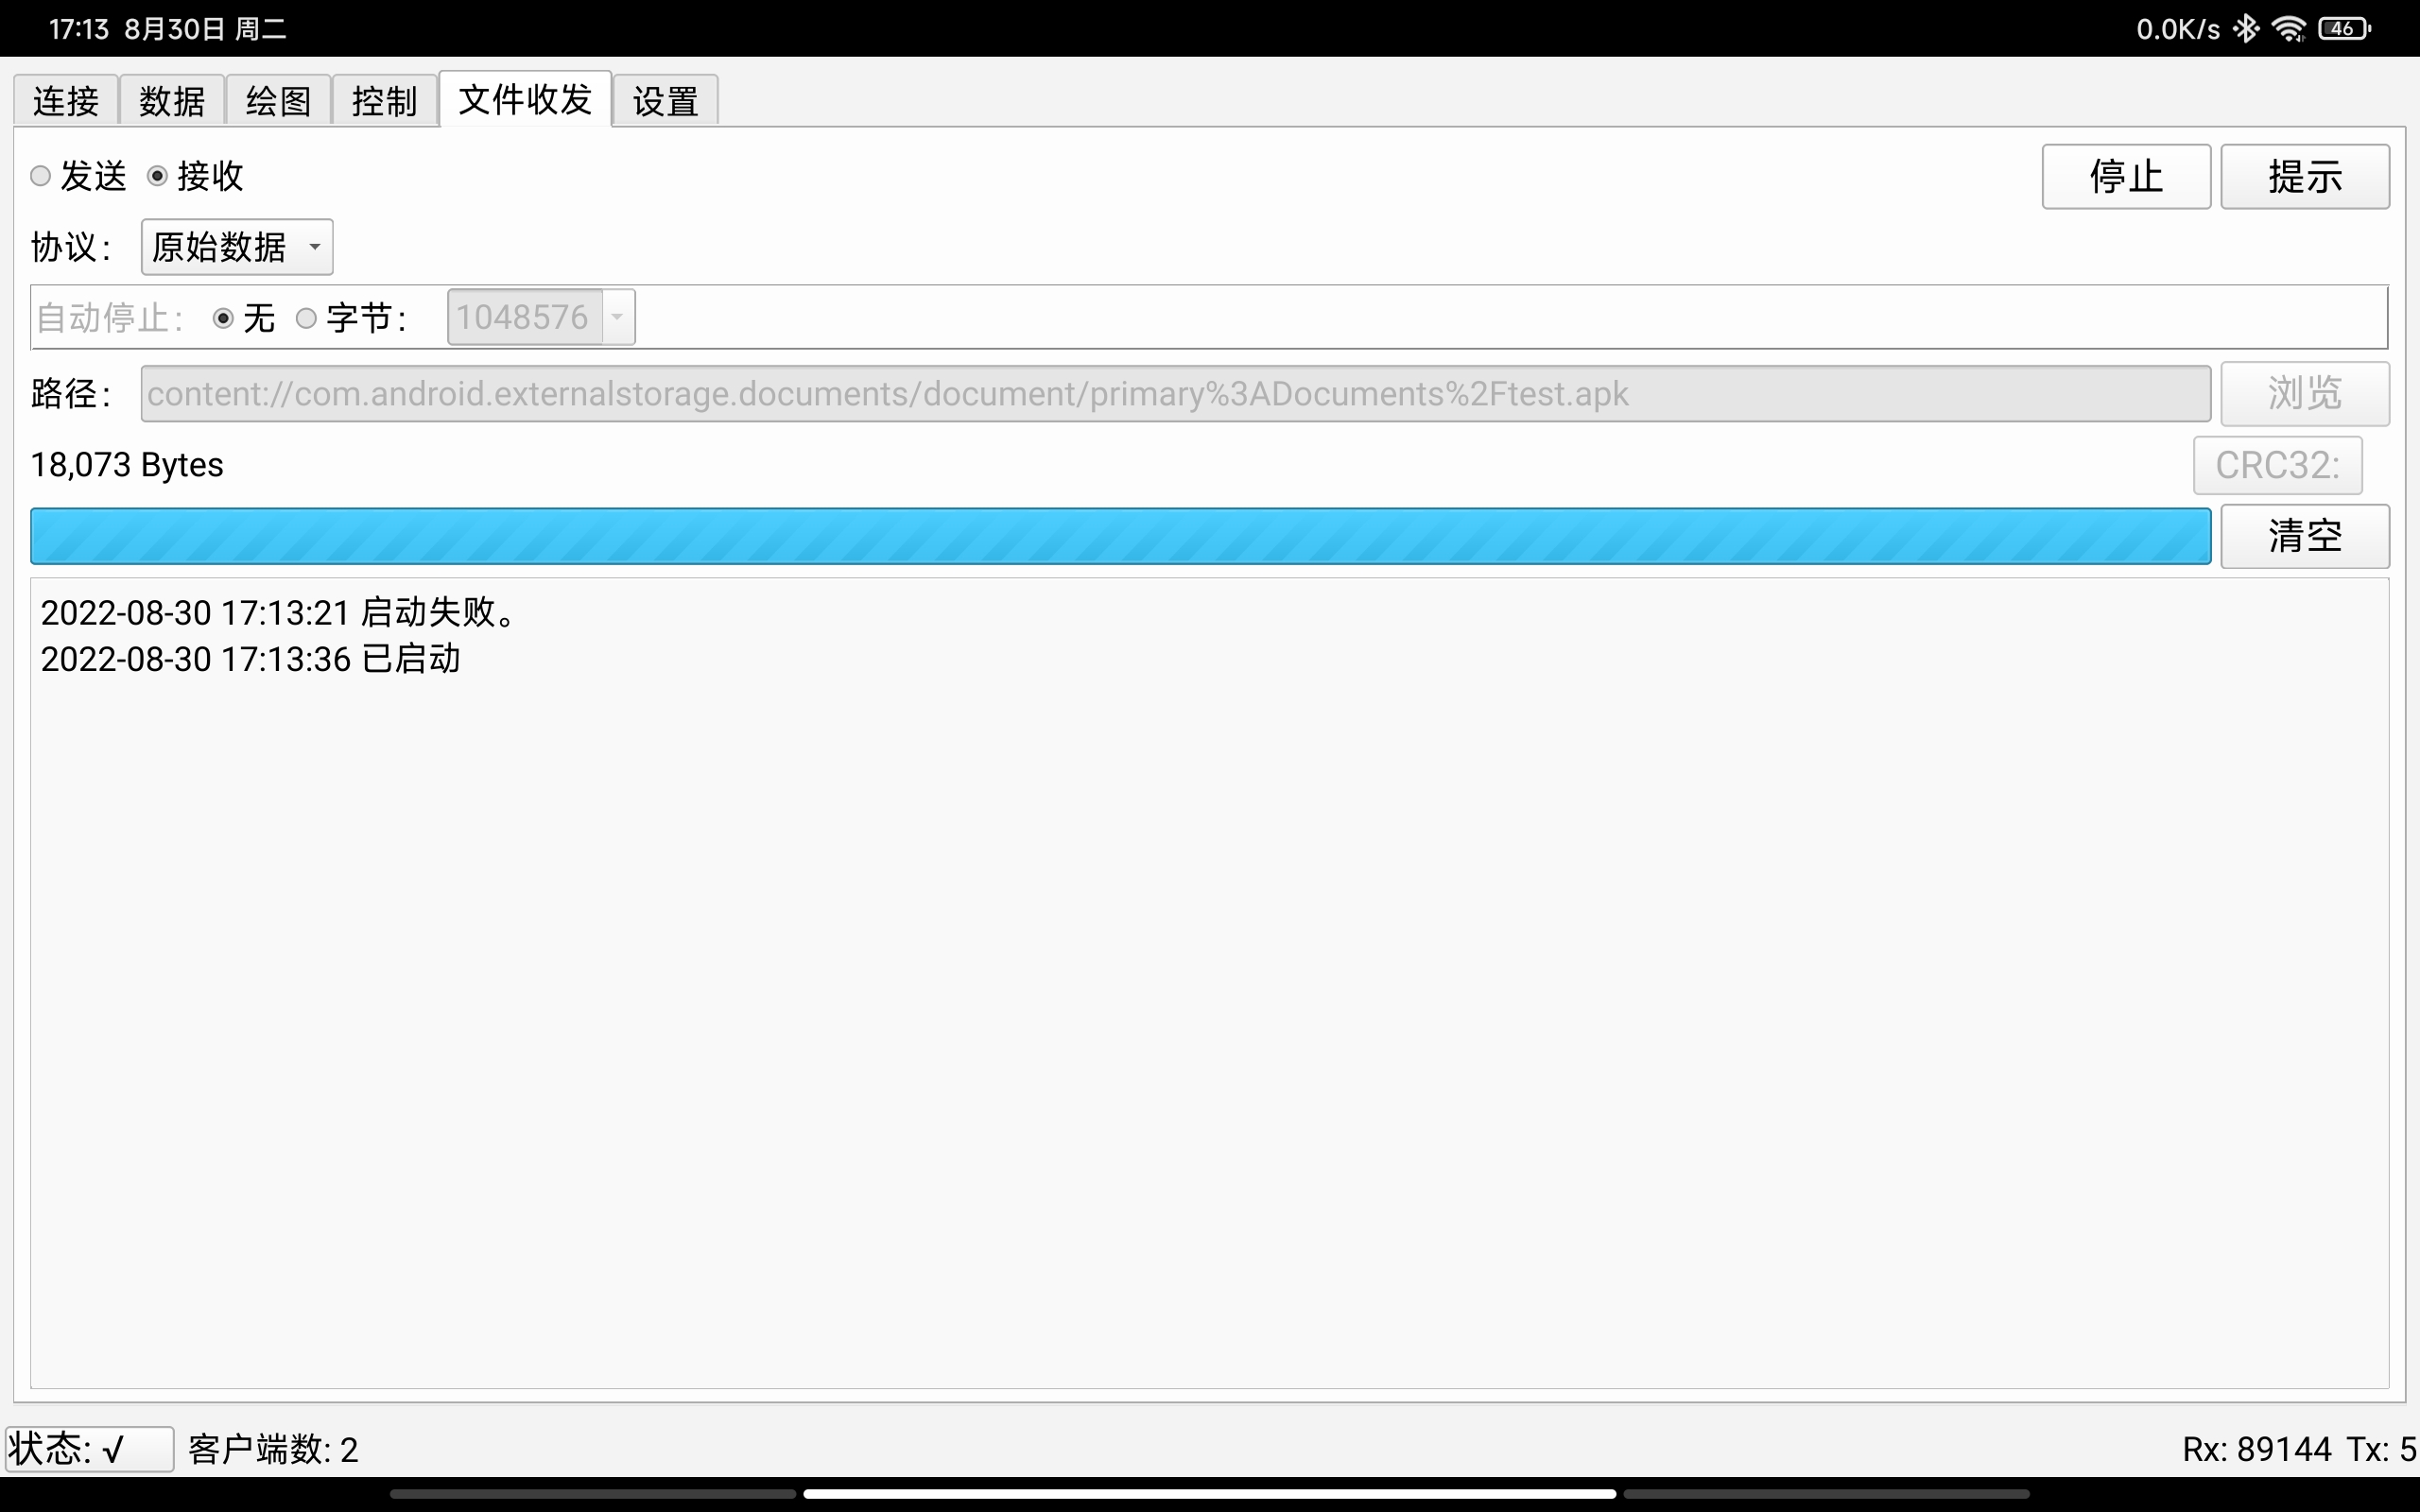 17:13 8月30日 周二 0.0K/s 46
连接 数据 绘图 控制 文件收发 设置
发送 接收 停止 提示
协议: 原始数据
自动停止: 无 字节: 1048576
路径: content://com.android.externalstorage.documents/document/primary%3ADocuments%2Ftest.apk 浏览
18,073 Bytes CRC32:
清空
2022-08-30 17:13:21 启动失败。
2022-08-30 17:13:36 已启动
状态: √ 客户端数: 2 Rx: 89144 Tx: 5